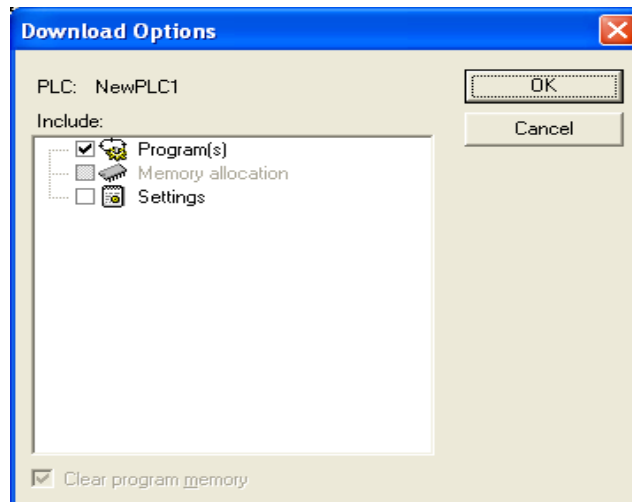 Download Options
PLC: NewPLC1
OK
Include:
Cancel
Program(s)
Memory allocation
Settings
Clear program memory